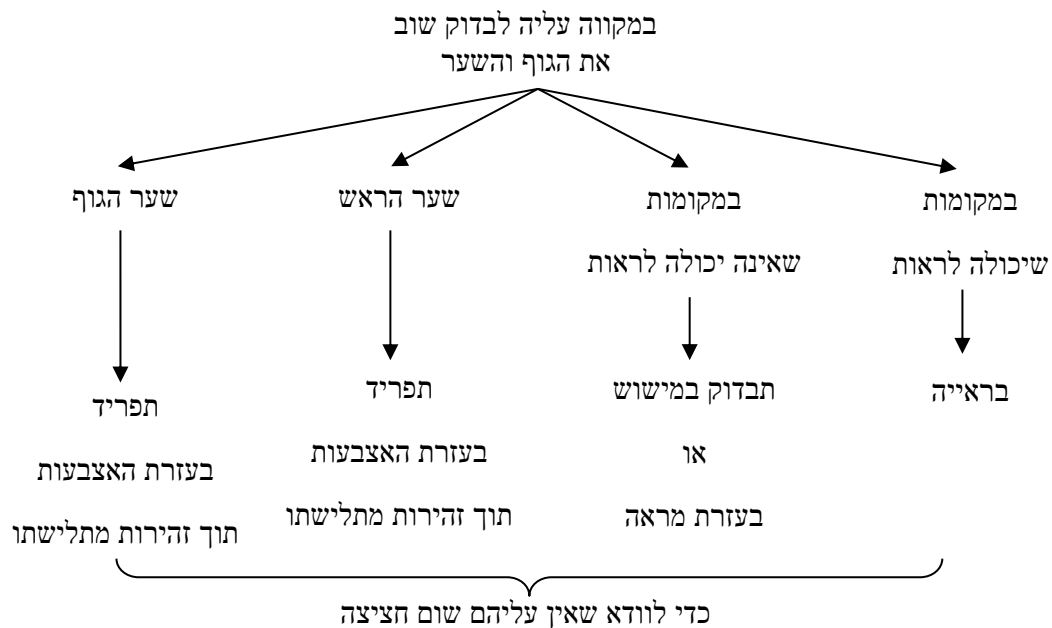 במקווה עליה לבדוק שוב
את הגוף והשער
במקומות
שיכולה לראות
בראייה
במקומות
שאינה יכולה לראות
תבדוק במישוש
או
בעזרת מראה
שער הראש
תפריד
בעזרת האצבעות
תוך זהירות מתלישתו
שער הגוף
תפריד
בעזרת האצבעות
תוך זהירות מתלישתו
כדי לוודא שאין עליהם שום חציצה